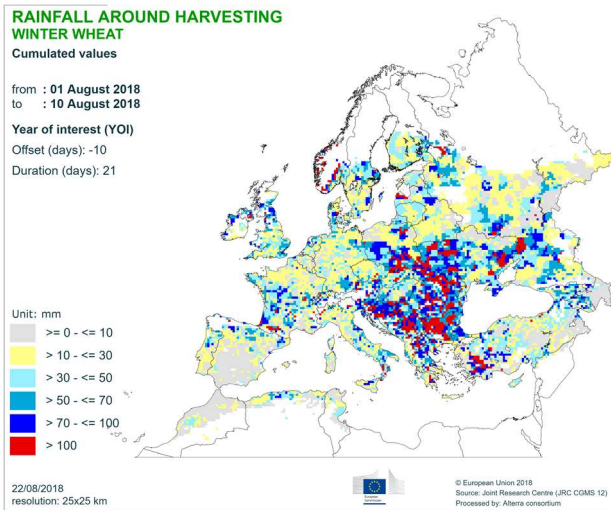 RAINFALL AROUND HARVESTING
WINTER WHEAT
Cumulated values
from : 01 August 2018
to : 10 August 2018
Year of interest (YOI)
Offset (days): -10
Duration (days): 21
Unit: mm
>= 0 - <= 10
> 10 - <= 30
> 30 - <= 50
> 50 - <= 70
> 70 - <= 100
> 100
22/08/2018
resolution: 25x25 km
European
Commission
© European Union 2018
Source: Joint Research Centre (JRC CGMS 12)
Processed by: Alterra consortium